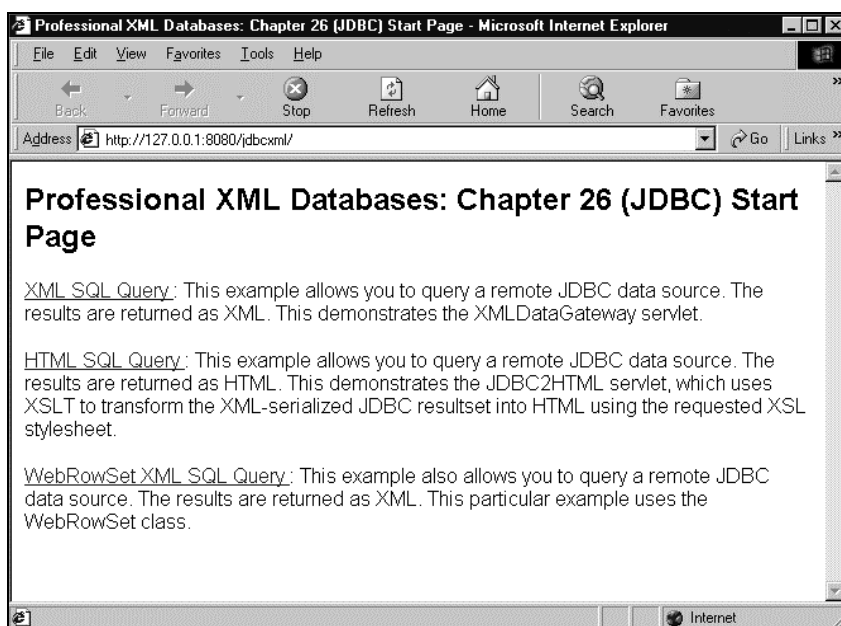 Professional XML Databases: Chapter 26 (JDBC) Start Page - Microsoft Internet Explorer
File Edit View Favorites Tools Help
Back Forward Stop Refresh Home Search Favorites »
Address http://127.0.0.1:8080/jdbcxml/ Go Links »
Professional XML Databases: Chapter 26 (JDBC) Start
Page
XML SQL Query : This example allows you to query a remote JDBC data source. The
results are returned as XML. This demonstrates the XMLDataGateway servlet.
HTML SQL Query : This example allows you to query a remote JDBC data source. The
results are returned as HTML. This demonstrates the JDBC2HTML servlet, which uses
XSLT to transform the XML-serialized JDBC resultset into HTML using the requested XSL
stylesheet.
WebRowSet XML SQL Query : This example also allows you to query a remote JDBC
data source. The results are returned as XML. This particular example uses the
WebRowSet class.
Internet